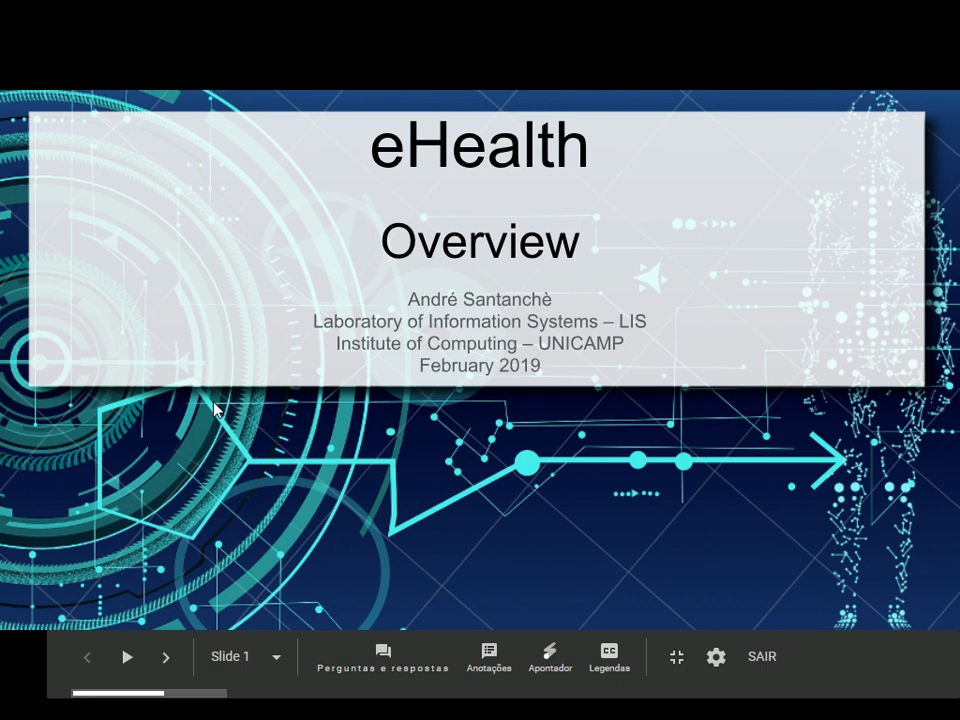 eHealth
Overview
André Santanchè
Laboratory of Information Systems – LIS
Institute of Computing – UNICAMP
February 2019
Slide 1
Perguntas e respostas
Anotações
Apontador
CC
Legendas
SAIR